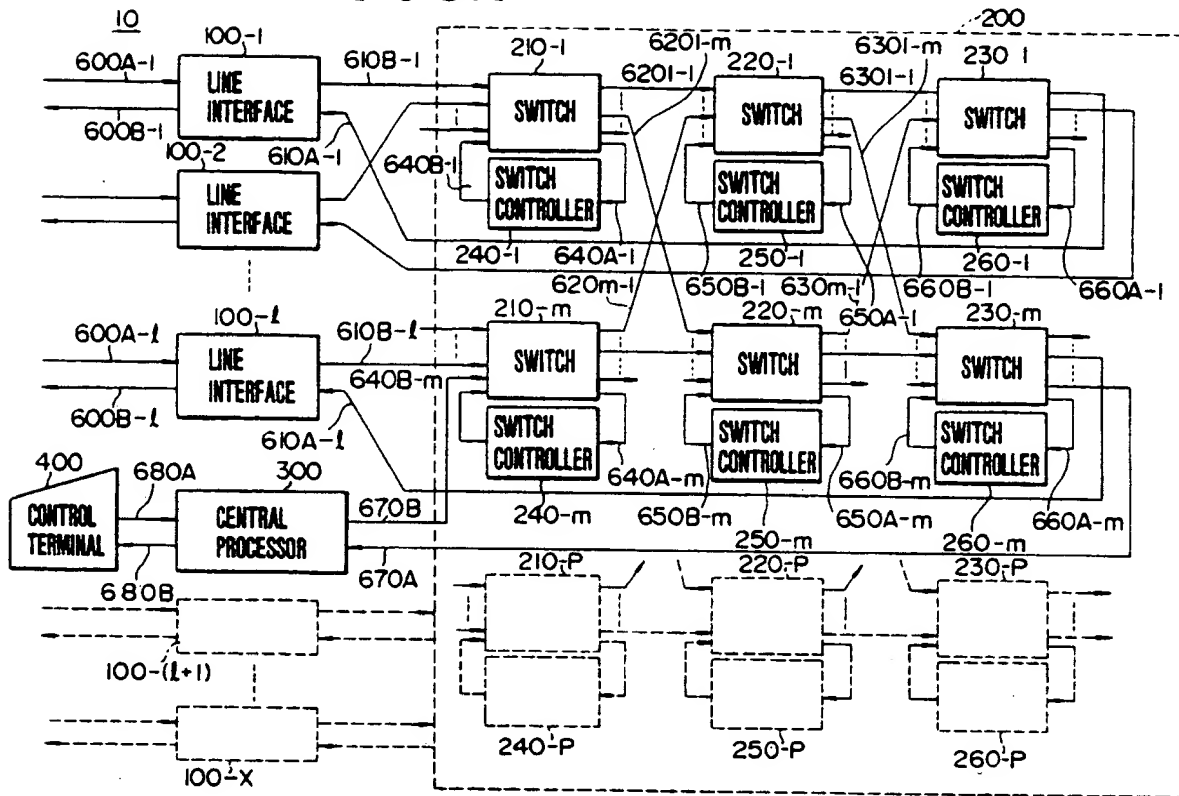 10
200
100-1
210-1
6201-m
6301-m
230-1
600A-1
610B-1
6201-1
220-1
6301-1
LINE INTERFACE
SWITCH
SWITCH
SWITCH
600B-1
610A-1
100-2
640B-1
LINE INTERFACE
SWITCH CONTROLLER
SWITCH CONTROLLER
SWITCH CONTROLLER
240-1
640A-1
250-1
260-1
620m-1
650B-1
630m-1
650A-1
660B-1
660A-1
100-l
210-m
220-m
230-m
600A-l
610B-l
LINE INTERFACE
640B-m
SWITCH
SWITCH
SWITCH
600B-l
610A-l
SWITCH CONTROLLER
SWITCH CONTROLLER
SWITCH CONTROLLER
400
680A
300
640A-m
660B-m
CONTROL TERMINAL
CENTRAL PROCESSOR
670B
240-m
650B-m
250-m
650A-m
260-m
660A-m
680B
670A
210-P
220-P
230-P
100-(l+1)
240-P
250-P
260-P
100-X